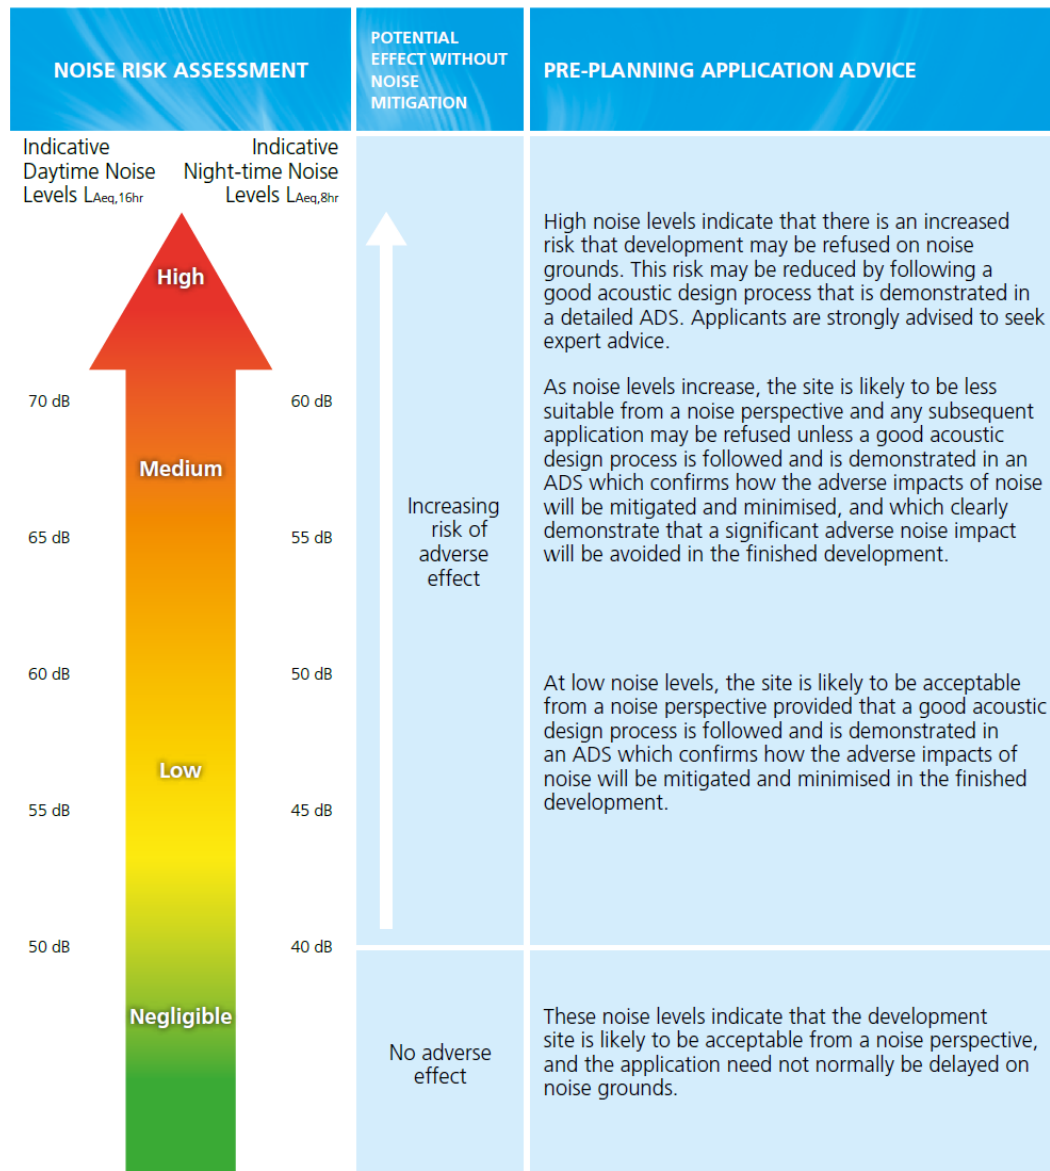 NOISE RISK ASSESSMENT
POTENTIAL
EFFECT WITHOUT
NOISE
MITIGATION
PRE-PLANNING APPLICATION ADVICE
Indicative
Daytime Noise
Levels LAeq,16hr
Indicative
Night-time Noise
Levels LAeq,8hr
High
70 dB
60 dB
Medium
65 dB
55 dB
60 dB
50 dB
Low
55 dB
45 dB
50 dB
40 dB
Negligible
Increasing
risk of
adverse
effect
No adverse
effect
High noise levels indicate that there is an increased
risk that development may be refused on noise
grounds. This risk may be reduced by following a
good acoustic design process that is demonstrated in
a detailed ADS. Applicants are strongly advised to seek
expert advice.
As noise levels increase, the site is likely to be less
suitable from a noise perspective and any subsequent
application may be refused unless a good acoustic
design process is followed and is demonstrated in an
ADS which confirms how the adverse impacts of noise
will be mitigated and minimised, and which clearly
demonstrate that a significant adverse noise impact
will be avoided in the finished development.
At low noise levels, the site is likely to be acceptable
from a noise perspective provided that a good acoustic
design process is followed and is demonstrated in
an ADS which confirms how the adverse impacts of
noise will be mitigated and minimised in the finished
development.
These noise levels indicate that the development
site is likely to be acceptable from a noise perspective,
and the application need not normally be delayed on
noise grounds.